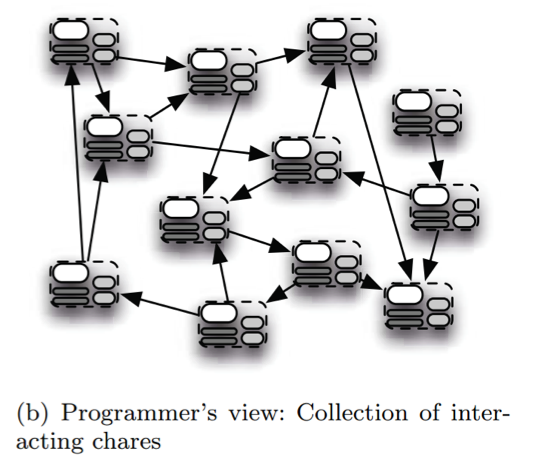 (b) Programmer's view: Collection of inter-
acting chares